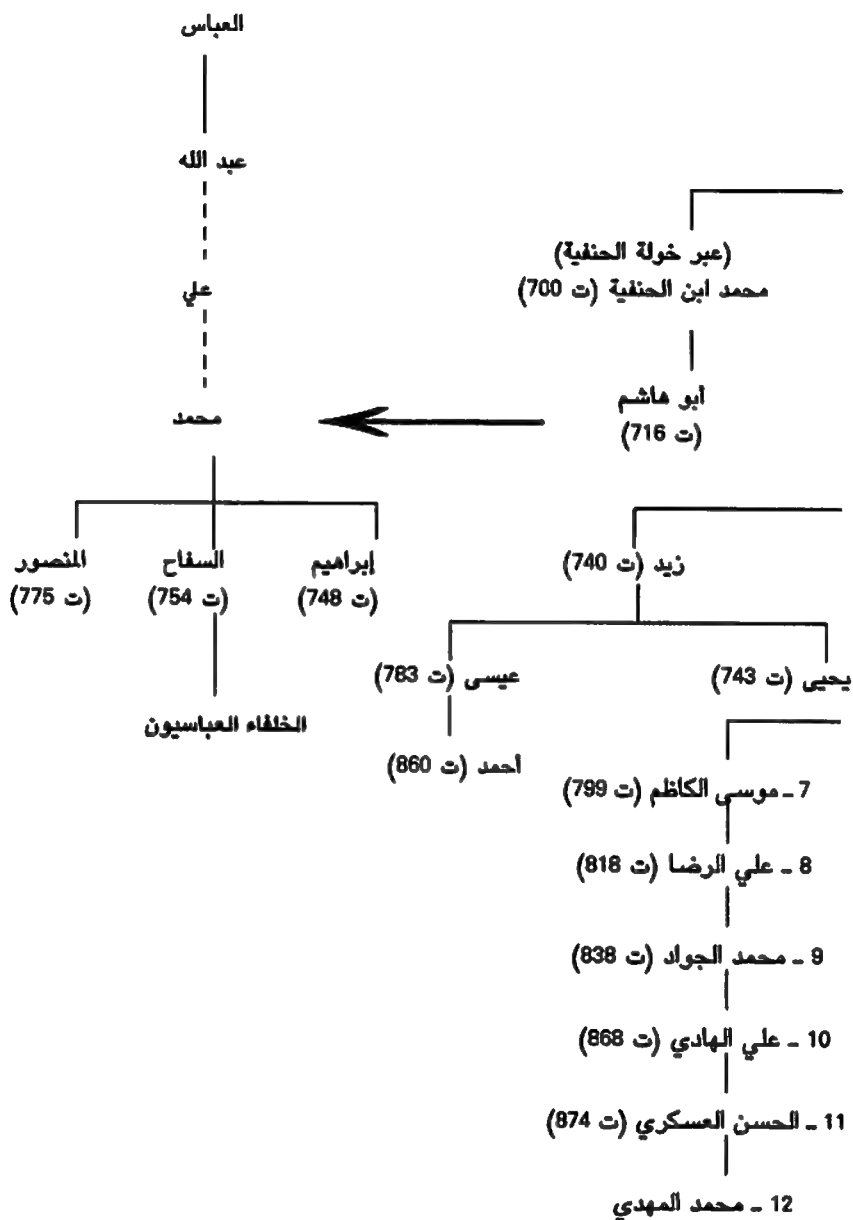 العباس
عبد الله
(عبر خولة الحنفية)
محمد ابن الحنفية (ت 700)
علي
أبو هاشم
(ت 716)
محمد
زيد (ت 740)
إبراهيم
(ت 748)
السفاح
(ت 754)
المنصور
(ت 775)
يحيى (ت 743)
عيسى (ت 783)
الخلفاء العباسيون
أحمد (ت 860)
7 ـ موسى الكاظم (ت 799)
8 ـ علي الرضا (ت 818)
9 ـ محمد الجواد (ت 838)
10 ـ علي الهادي (ت 868)
11 ـ الحسن العسكري (ت 874)
12 ـ محمد المهدي